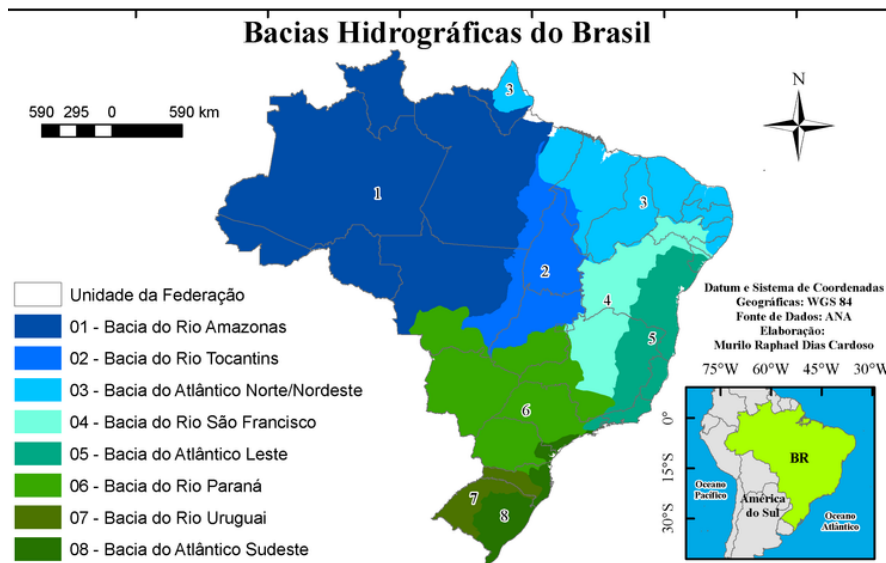 Bacias Hidrográficas do Brasil
590 295 0 590 km
N
3
1
3
2
4
5
6
7
8
Unidade da Federação
01 - Bacia do Rio Amazonas
02 - Bacia do Rio Tocantins
03 - Bacia do Atlântico Norte/Nordeste
04 - Bacia do Rio São Francisco
05 - Bacia do Atlântico Leste
06 - Bacia do Rio Paraná
07 - Bacia do Rio Uruguai
08 - Bacia do Atlântico Sudeste
Datum e Sistema de Coordenadas
Geográficas: WGS 84
Fonte de Dados: ANA
Elaboração:
Murilo Raphael Dias Cardoso
75°W 60°W 45°W 30°W
0°
15°S
30°S
BR
Oceano
Pacífico
América
do Sul
Oceano
Atlântico